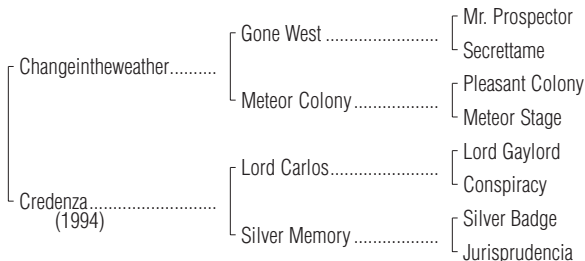 Mr. Prospector
Gone West ........................
Secrettame
Changeintheweather..........
Pleasant Colony
Meteor Colony ..................
Meteor Stage
Lord Gaylord
Lord Carlos.......................
Conspiracy
Credenza...........................
(1994)
Silver Badge
Silver Memory ..................
Jurisprudencia